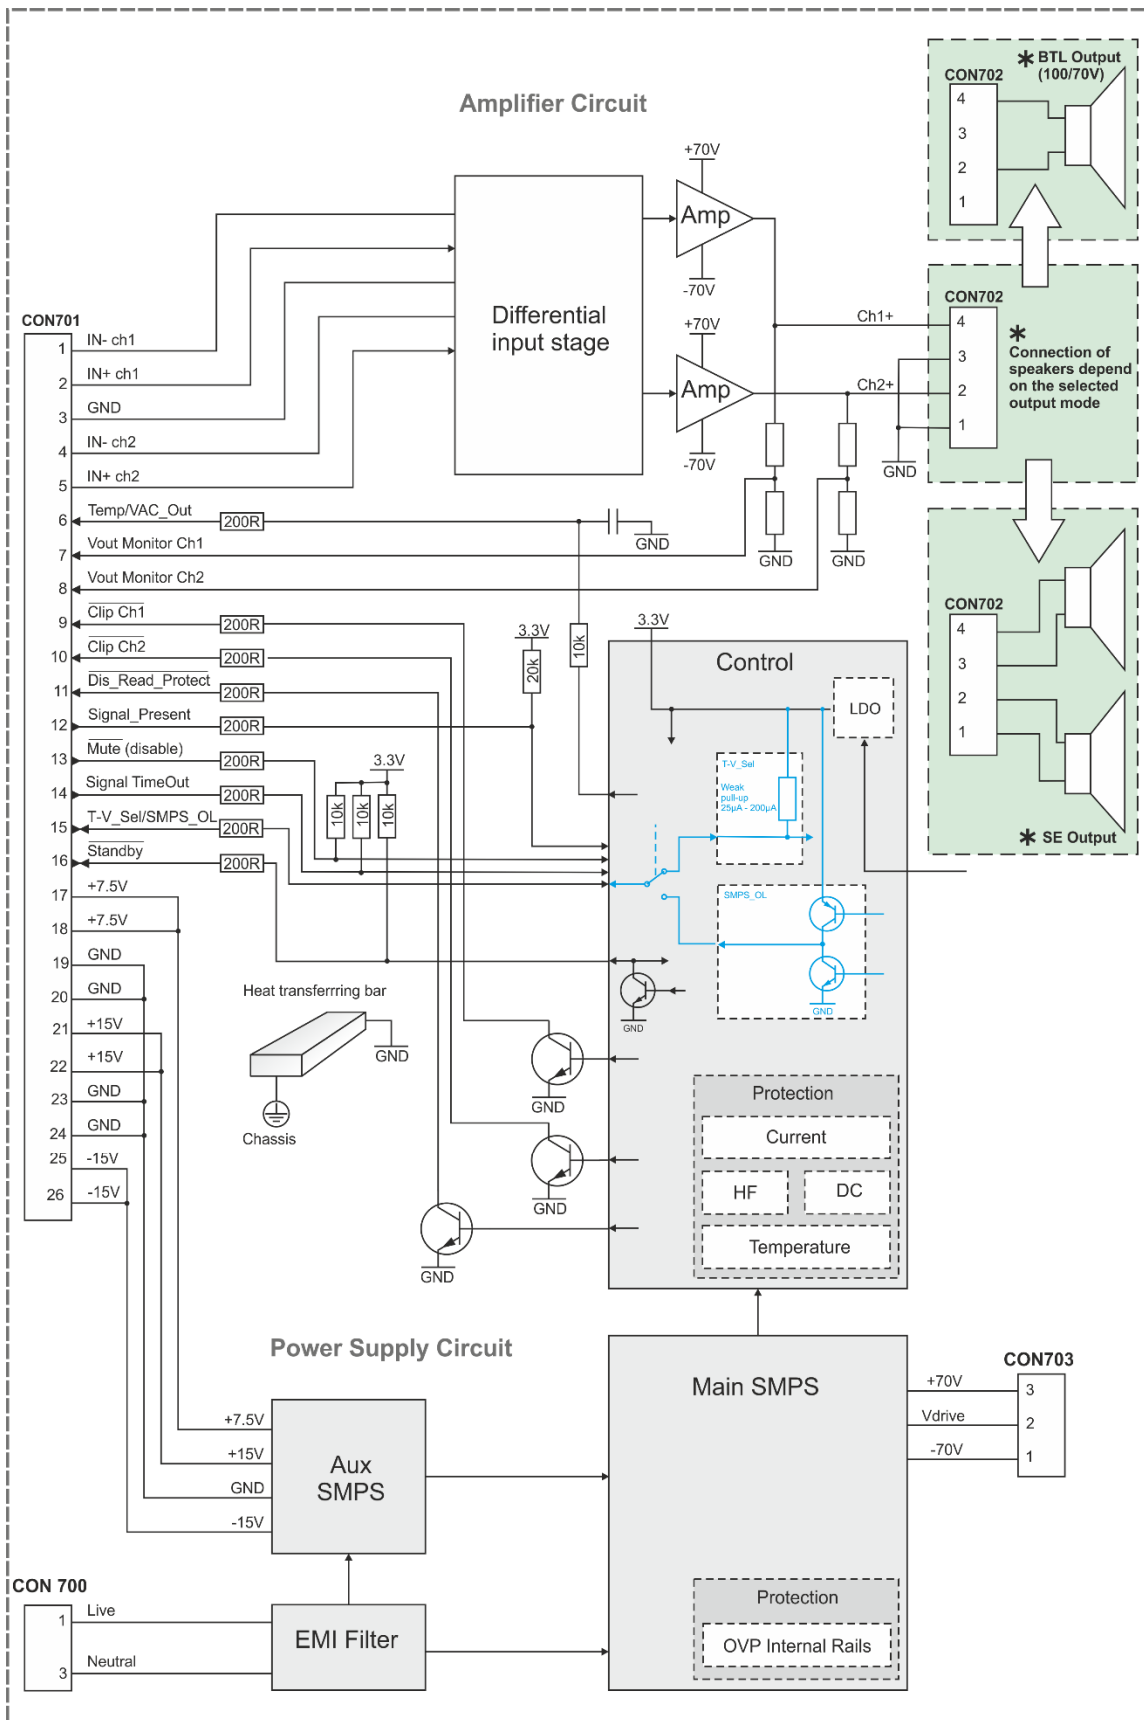 BTL Output
(100/70V)
CON702
4
3
2
1
Amplifier Circuit
+70V
Amp
-70V
+70V
Amp
-70V
Differential
input stage
Ch1+
Ch2+
GND
CON702
4
3
2
1
Connection of
speakers depend
on the selected
output mode
CON702
4
3
2
1
SE Output
CON701
1 IN- ch1
2 IN+ ch1
3 GND
4 IN- ch2
5 IN+ ch2
6 Temp/VAC_Out 200R
GND
7 Vout Monitor Ch1
GND GND
8 Vout Monitor Ch2
9 Clip Ch1 200R
10 Clip Ch2 200R
11 Dis_Read_Protect 200R
12 Signal_Present 200R
13 Mute (disable) 200R
14 Signal TimeOut 200R
15 T-V_Sel/SMPS_OL 200R
16 Standby 200R
17 +7.5V
18 +7.5V
19 GND
20 GND
21 +15V
22 +15V
23 GND
24 GND
25 -15V
26 -15V
3.3V
20k
10k
3.3V
10k
10k
10k
3.3V
Control
LDO
T-V_Sel
Weak
pull-up
25µA - 200µA
SMPS_OL
GND
GND
Heat transferrring bar
GND
Chassis
GND
GND
GND
Protection
Current
HF
DC
Temperature
Power Supply Circuit
Main SMPS
CON703
+70V 3
Vdrive 2
-70V 1
+7.5V
+15V
GND
-15V
Aux
SMPS
CON 700
1 Live
3 Neutral
EMI Filter
Protection
OVP Internal Rails